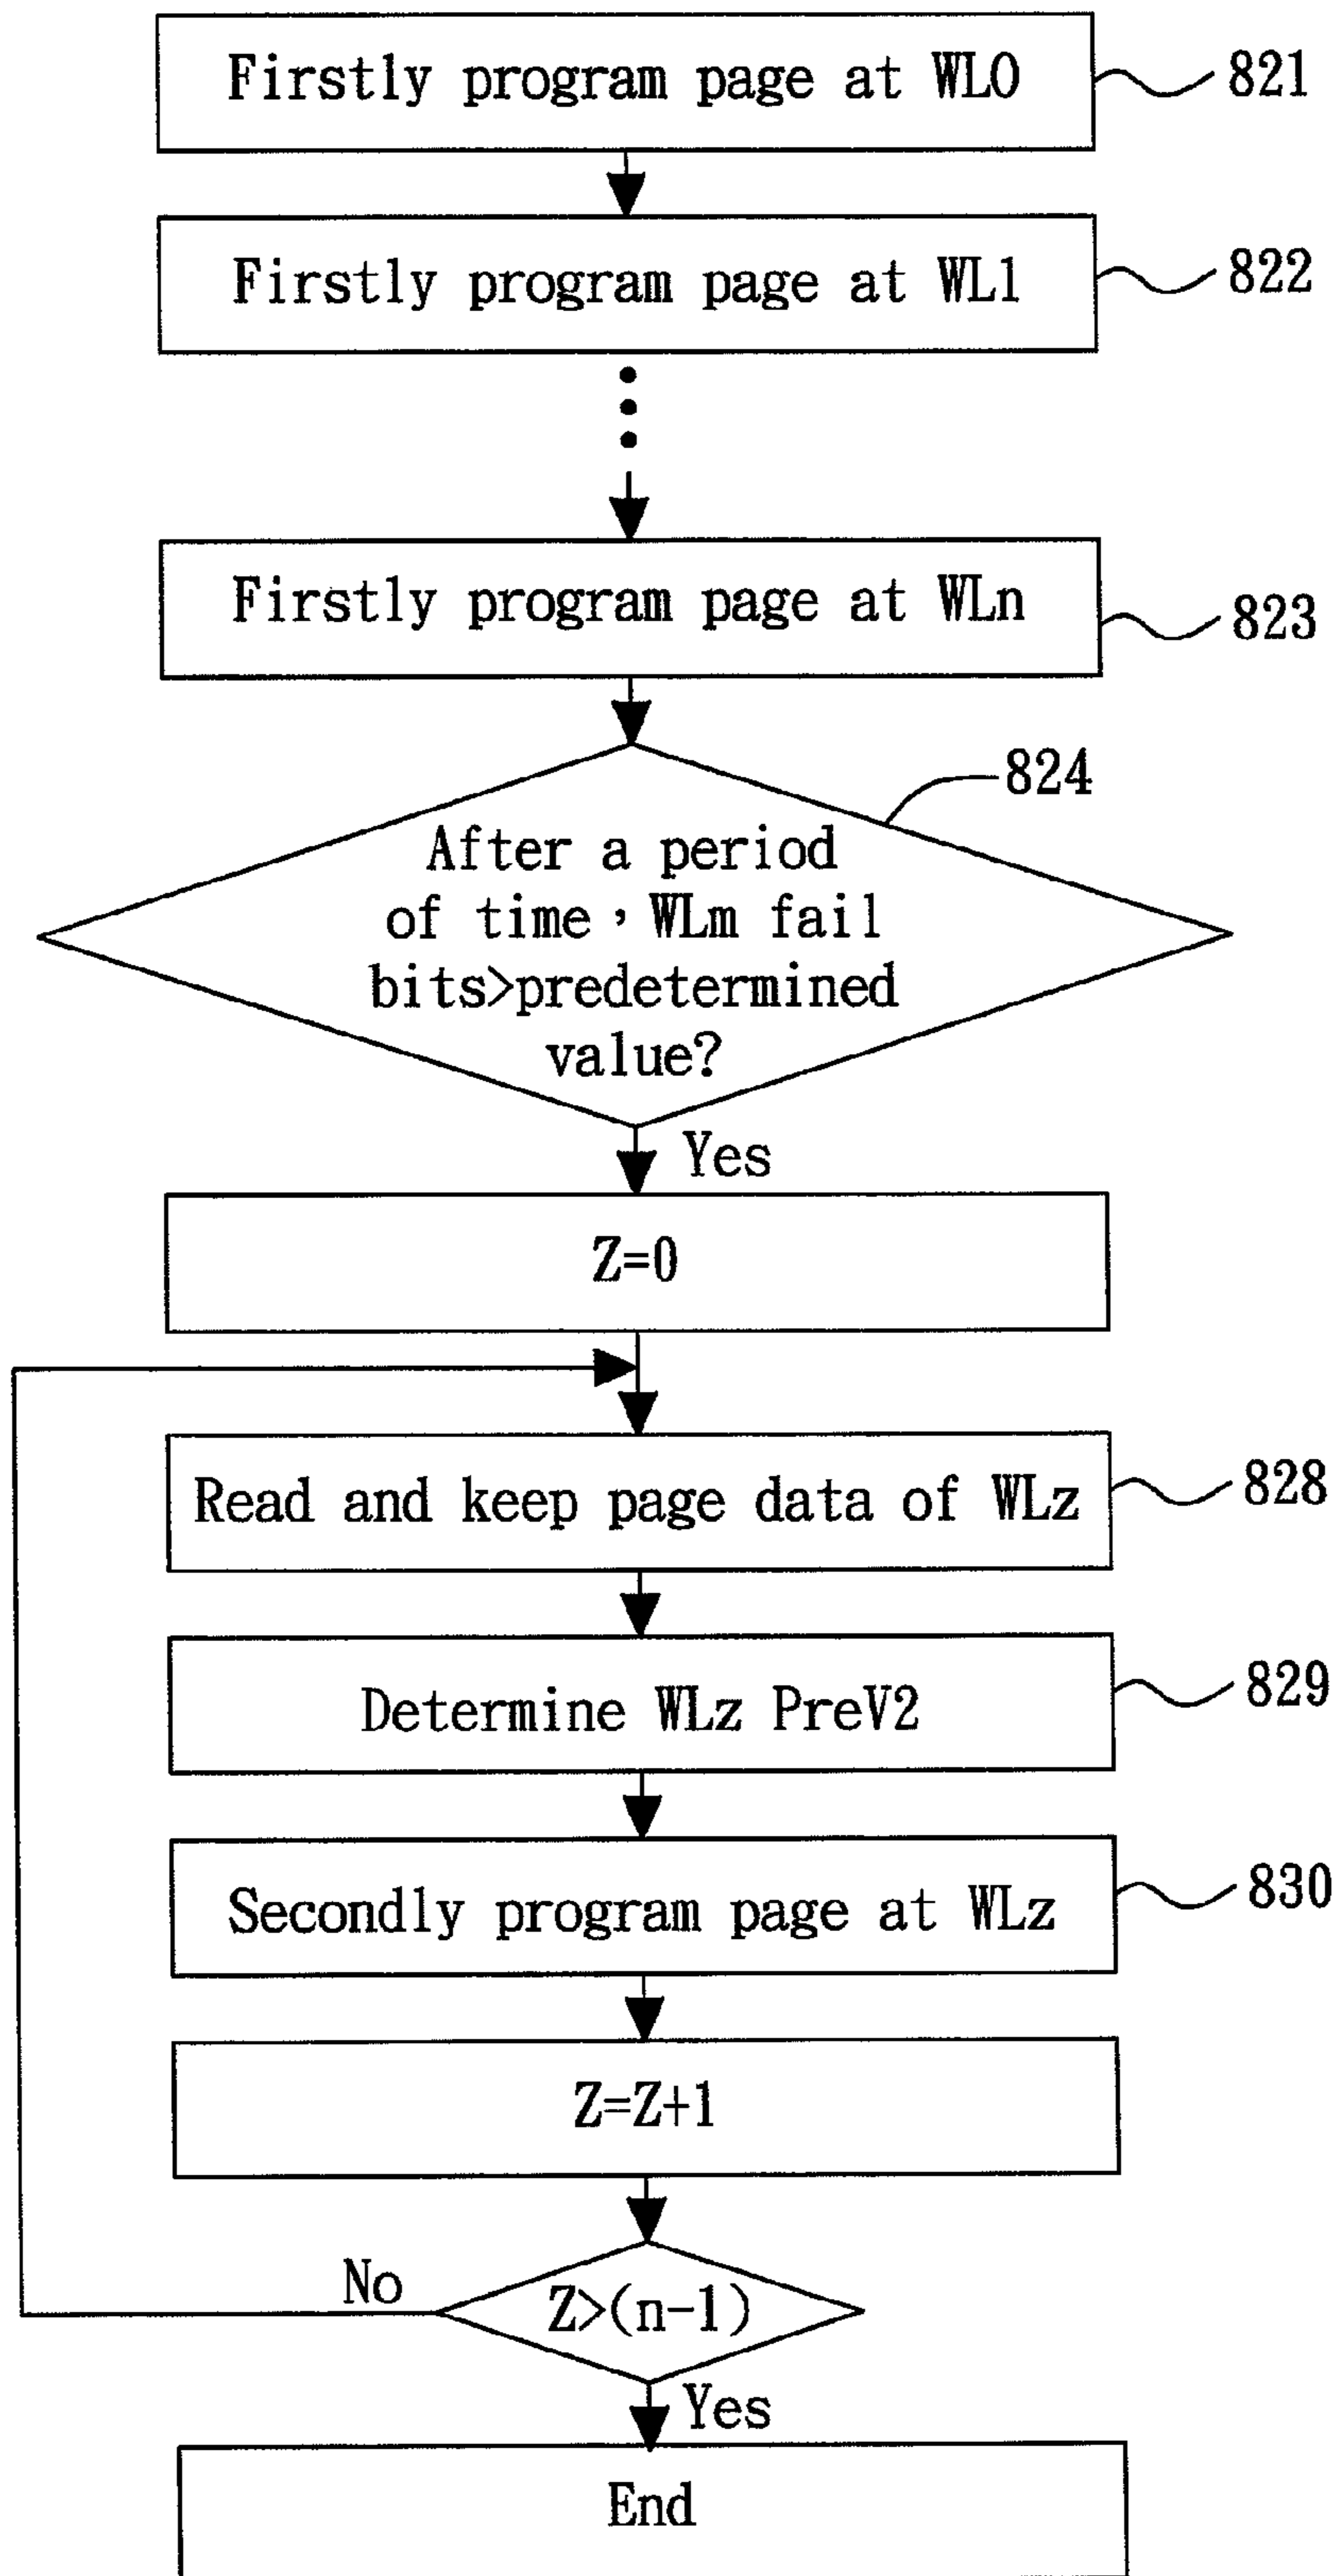 Firstly program page at WL0
821
Firstly program page at WL1
822
Firstly program page at WLn
823
824
After a period
of time，WLm fail
bits>predetermined
value?
Yes
Z=0
Read and keep page data of WLz
828
Determine WLz PreV2
829
Secondly program page at WLz
830
Z=Z+1
No
Z>(n-1)
Yes
End